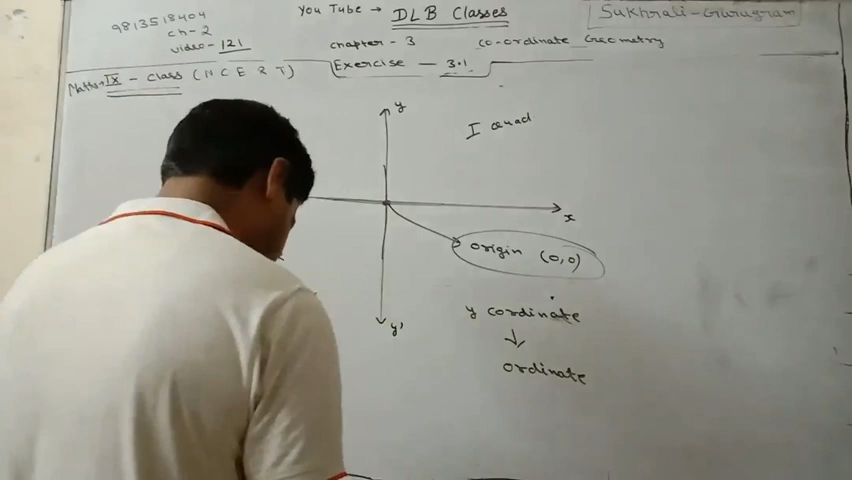 9813518404
ch-2
video-121
You Tube → DLB Classes
Sukhrali-Gurugram
chapter-3 co-ordinate Geometry
Exercise - 3.1
Maths→IX-class (NCERT)
y
I quad
x
origin (0,0)
y'
y cordinate
↓
ordinate